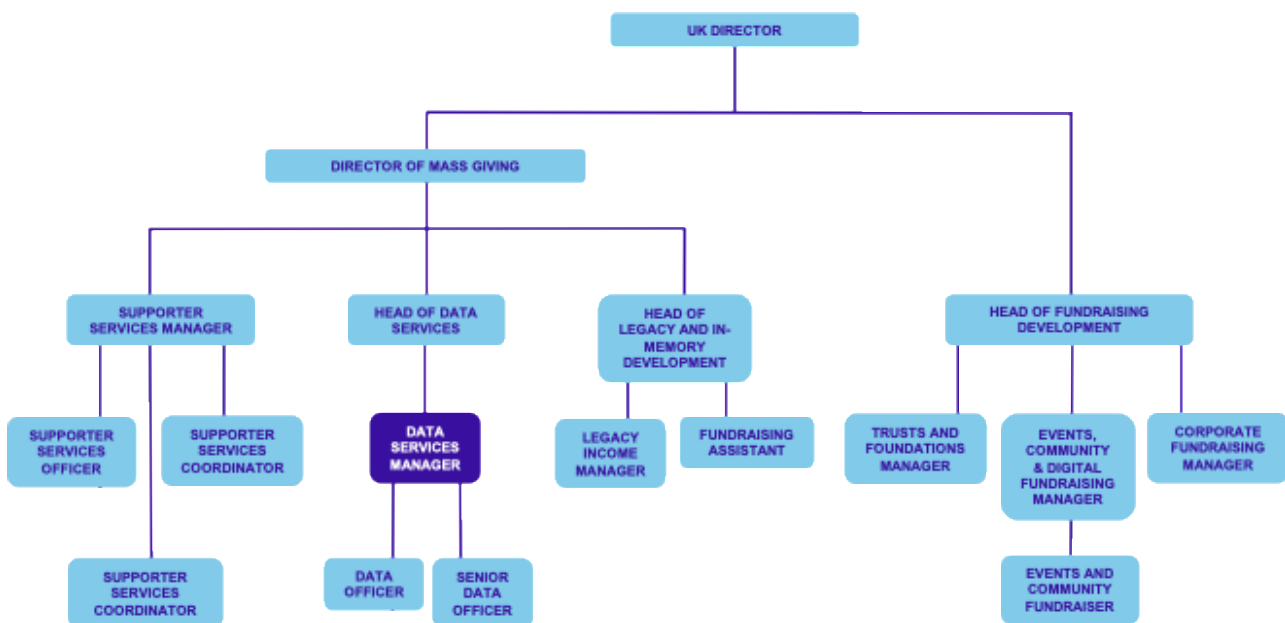 UK DIRECTOR
DIRECTOR OF MASS GIVING
SUPPORTER
SERVICES MANAGER
HEAD OF DATA
SERVICES
HEAD OF
LEGACY AND IN-
MEMORY
DEVELOPMENT
HEAD OF FUNDRAISING
DEVELOPMENT
SUPPORTER
SERVICES
OFFICER
SUPPORTER
SERVICES
COORDINATOR
DATA
SERVICES
MANAGER
LEGACY
INCOME
MANAGER
FUNDRAISING
ASSISTANT
TRUSTS AND
FOUNDATIONS
MANAGER
EVENTS,
COMMUNITY
& DIGITAL
FUNDRAISING
MANAGER
CORPORATE
FUNDRAISING
MANAGER
SUPPORTER
SERVICES
COORDINATOR
DATA
OFFICER
SENIOR
DATA
OFFICER
EVENTS AND
COMMUNITY
FUNDRAISER